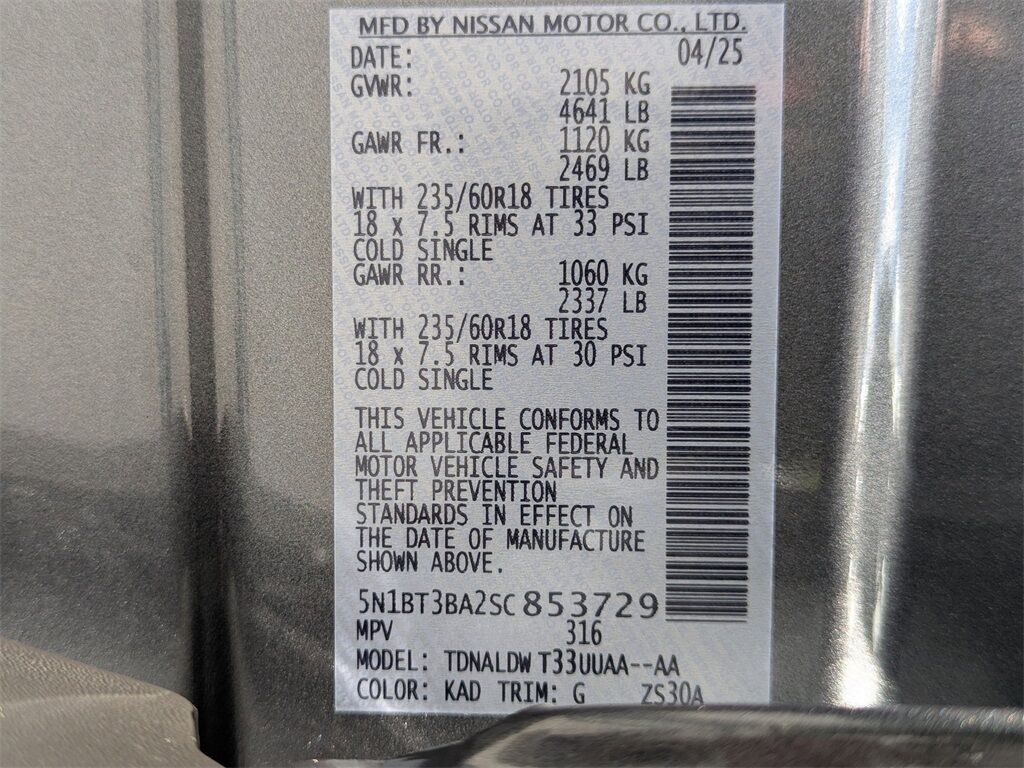 MFD BY NISSAN MOTOR CO., LTD.
DATE: 04/25
GVWR: 2105 KG
4641 LB
GAWR FR.: 1120 KG
2469 LB
WITH 235/60R18 TIRES
18 x 7.5 RIMS AT 33 PSI
COLD SINGLE
GAWR RR.: 1060 KG
2337 LB
WITH 235/60R18 TIRES
18 x 7.5 RIMS AT 30 PSI
COLD SINGLE
THIS VEHICLE CONFORMS TO
ALL APPLICABLE FEDERAL
MOTOR VEHICLE SAFETY AND
THEFT PREVENTION
STANDARDS IN EFFECT ON
THE DATE OF MANUFACTURE
SHOWN ABOVE.
5N1BT3BA2SC853729
MPV 316
MODEL: TDNALDW T33UUAA--AA
COLOR: KAD TRIM: G ZS30A